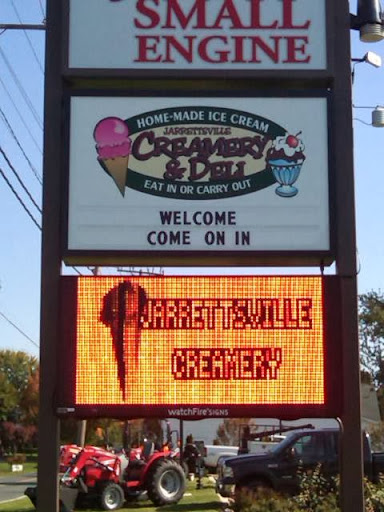 SMALL
ENGINE
HOME-MADE ICE CREAM
JARRETTSVILLE
CREAMERY
& DELI
EAT IN OR CARRY OUT
WELCOME
COME ON IN
JARRETTSVILLE
CREAMERY
watchFire SIGNS